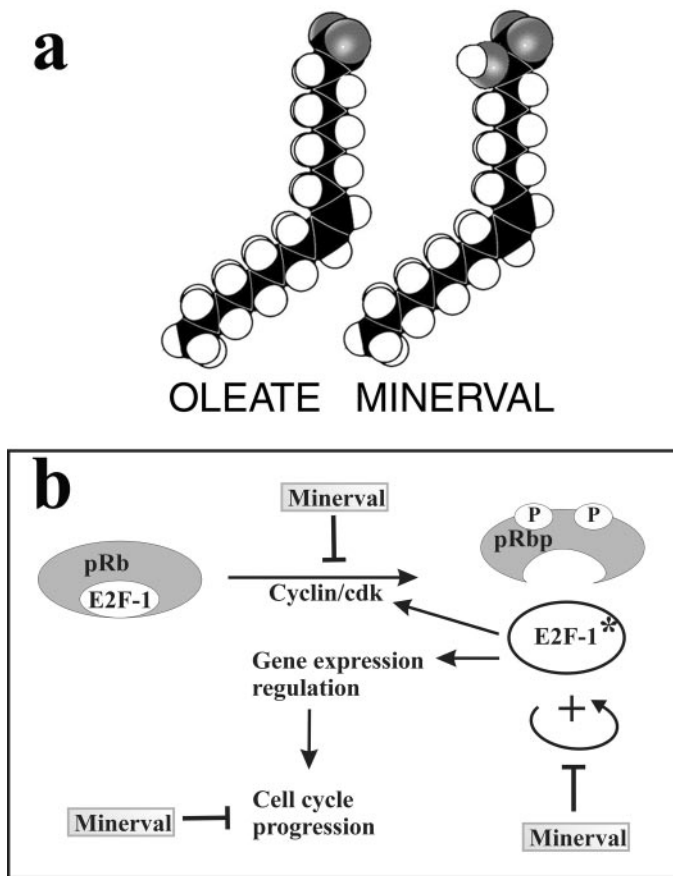 a
OLEATE MINERVAL
b
Minerval
pRb
E2F-1
Cyclin/cdk
P P
pRbp
E2F-1*
Gene expression
regulation
+
Cell cycle
progression
Minerval
Minerval